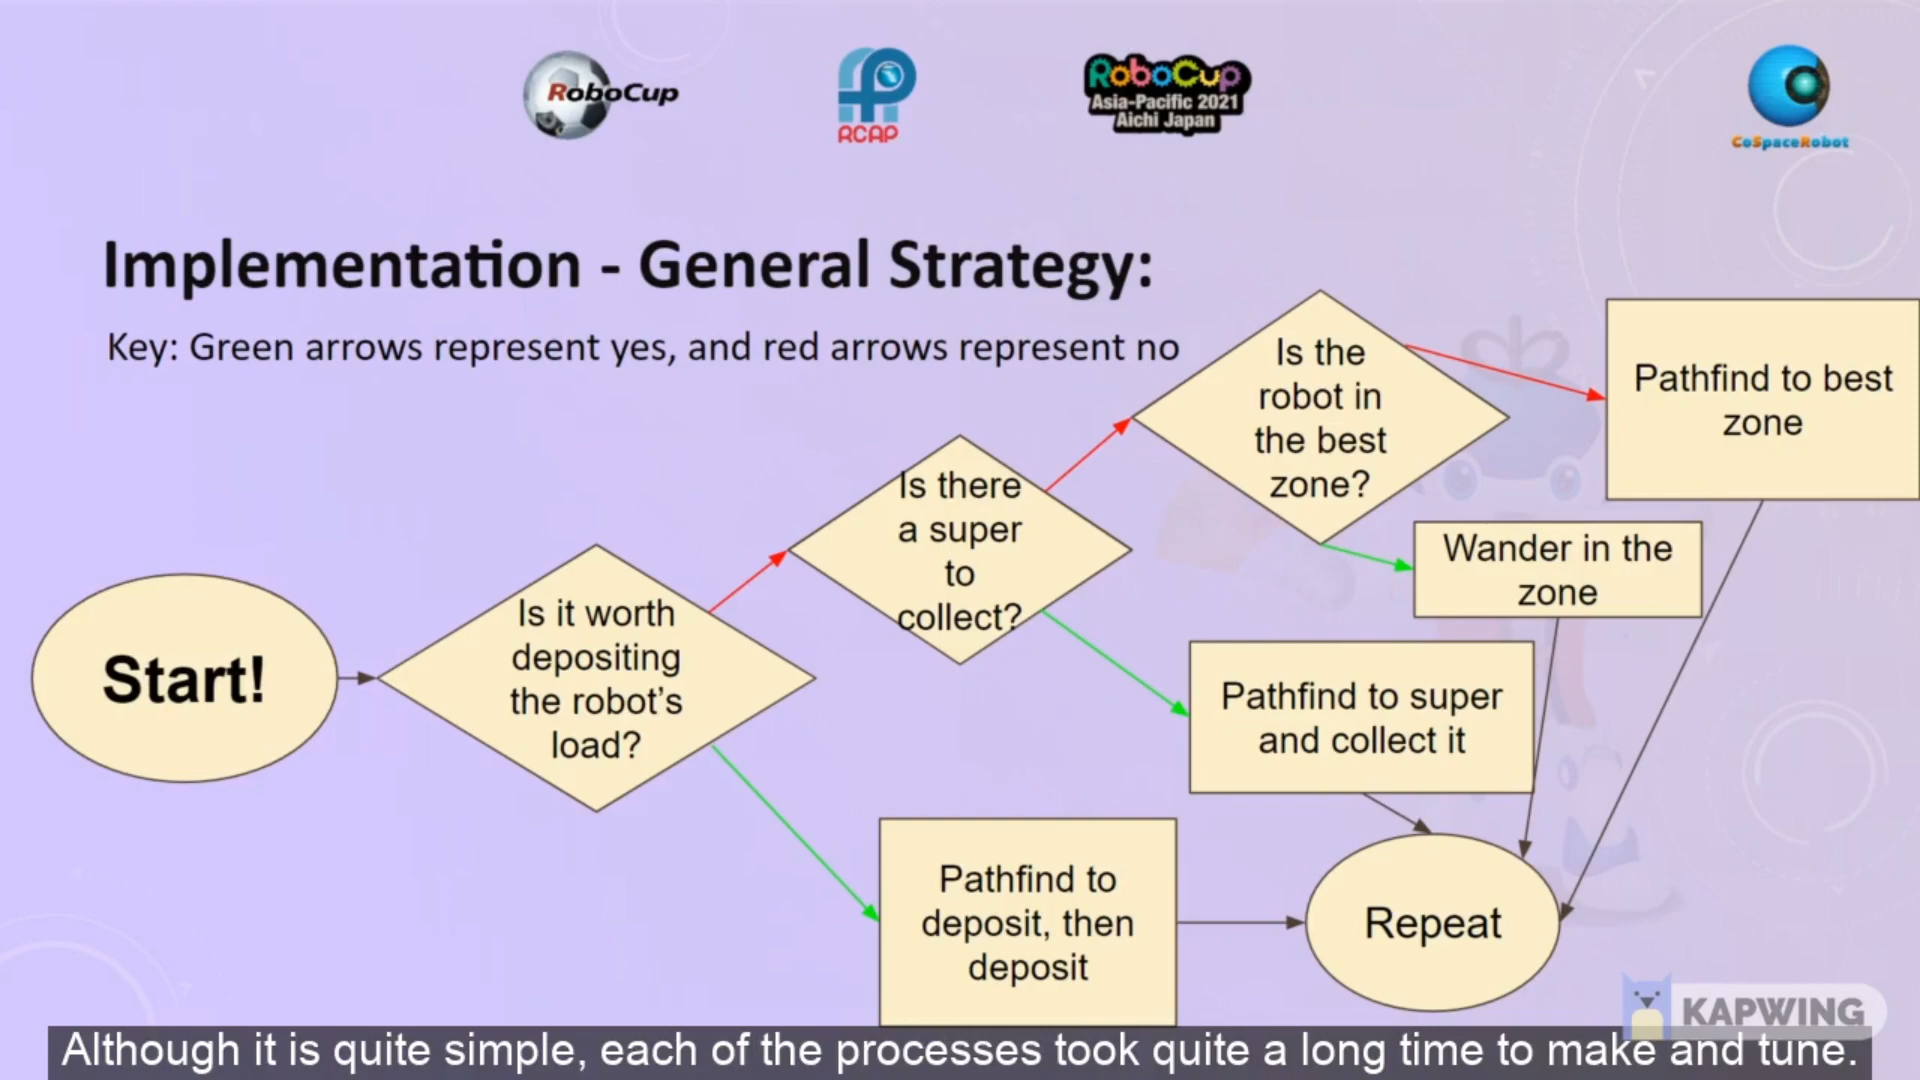 RoboCup
RCAP
RoboCup
Asia-Pacific 2021
Aichi Japan
CoSpaceRobot
Implementation - General Strategy:
Key: Green arrows represent yes, and red arrows represent no
Is the
robot in
the best
zone?
Pathfind to best
zone
Is there
a super
to
collect?
Wander in the
zone
Start!
Is it worth
depositing
the robot's
load?
Pathfind to super
and collect it
Pathfind to
deposit, then
deposit
Repeat
KAPWING
Although it is quite simple, each of the processes took quite a long time to make and tune.